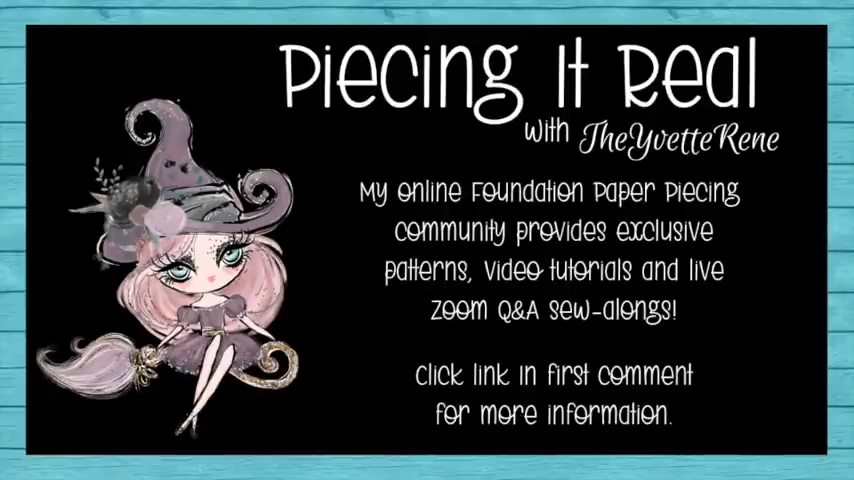 Piecing It Real
with TheYvetteRene
My online Foundation Paper Piecing
community provides exclusive
patterns, video tutorials and live
zoom Q&A sew-alongs!
Click link in first comment
for more information.